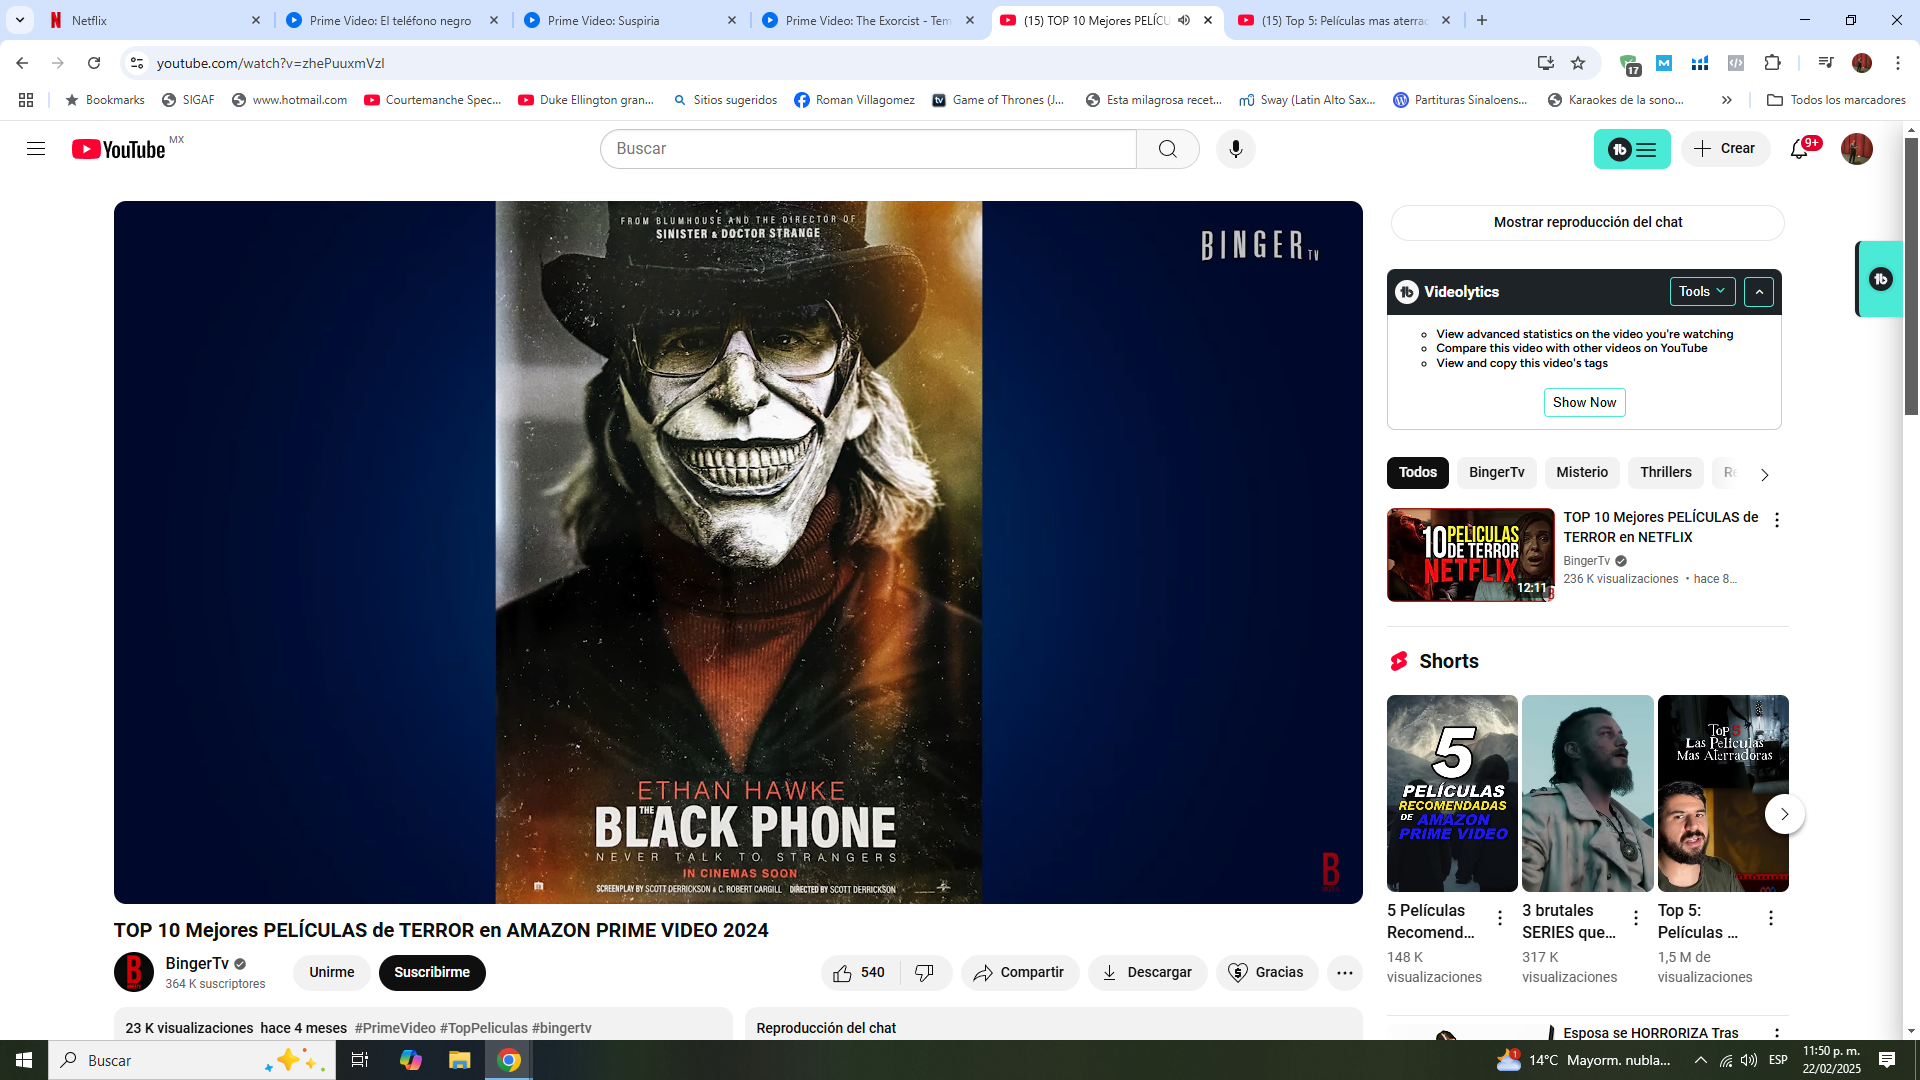 Netflix
Prime Video: El teléfono negro
Prime Video: Suspiria
Prime Video: The Exorcist - Tem
(15) TOP 10 Mejores PELÍCU
(15) Top 5: Películas mas aterrac
youtube.com/watch?v=zhePuuxmVzI
17
Bookmarks
SIGAF
www.hotmail.com
Courtemanche Spec...
Duke Ellington gran...
Sitios sugeridos
Roman Villagomez
Game of Thrones (J...
Esta milagrosa recet...
Sway (Latin Alto Sax...
Partituras Sinaloens...
Karaokes de la sono...
Todos los marcadores
YouTube MX
Buscar
Crear
9+
FROM BLUMHOUSE AND THE DIRECTOR OF
SINISTER & DOCTOR STRANGE
BINGER TV
ETHAN HAWKE
THE BLACK PHONE
NEVER TALK TO STRANGERS
IN CINEMAS SOON
SCREENPLAY BY SCOTT DERRICKSON & C. ROBERT CARGILL DIRECTED BY SCOTT DERRICKSON
B
TOP 10 Mejores PELÍCULAS de TERROR en AMAZON PRIME VIDEO 2024
BingerTv
364 K suscriptores
Unirme
Suscribirme
540
Compartir
Descargar
Gracias
23 K visualizaciones hace 4 meses #PrimeVideo #TopPeliculas #bingertv
Reproducción del chat
Mostrar reproducción del chat
Videolytics
Tools
View advanced statistics on the video you're watching
Compare this video with other videos on YouTube
View and copy this video's tags
Show Now
Todos
BingerTv
Misterio
Thrillers
Re
10 PELICULAS
DE TERROR
NETFLIX
12:11
TOP 10 Mejores PELÍCULAS de
TERROR en NETFLIX
BingerTv
236 K visualizaciones • hace 8...
Shorts
5
PELÍCULAS
RECOMENDADAS
DE AMAZON
PRIME VIDEO
Top 5
Las Peliculas
Mas Aterradoras
5 Películas
Recomend...
148 K
visualizaciones
3 brutales
SERIES que...
317 K
visualizaciones
Top 5:
Películas ...
1,5 M de
visualizaciones
Esposa se HORRORIZA Tras
Buscar
1
14°C Mayorm. nubla...
ESP
11:50 p. m.
22/02/2025